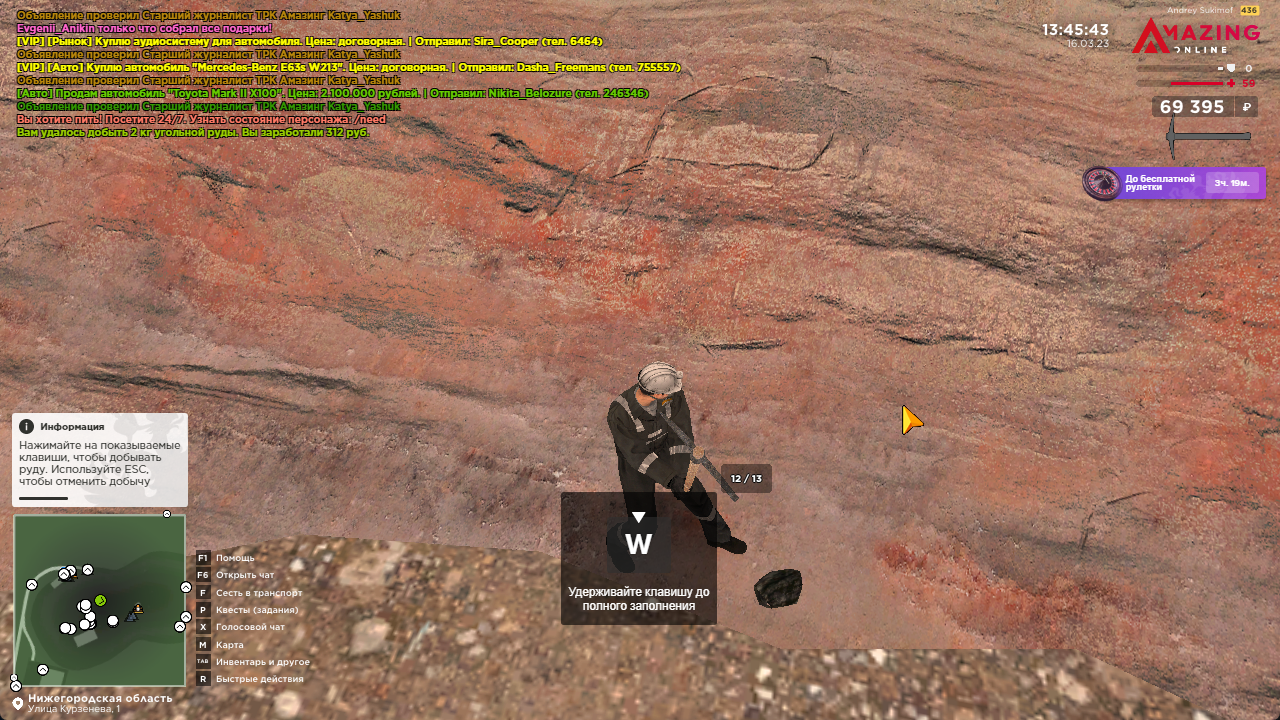 Объявление проверил Старший журналист ТРК Амазинг Katya_Yashuk
Evgenii_Anikin только что собрал все подарки!
[VIP] [Рынок] Куплю аудиосистему для автомобиля. Цена: договорная. | Отправил: Sira_Cooper (тел. 6464)
Объявление проверил Старший журналист ТРК Амазинг Katya_Yashuk
[VIP] [Авто] Куплю автомобиль "Mercedes-Benz E63s W213". Цена: договорная. | Отправил: Dasha_Freemans (тел. 755557)
Объявление проверил Старший журналист ТРК Амазинг Katya_Yashuk
[Авто] Продам автомобиль "Toyota Mark II X100". Цена: 2.100.000 рублей. | Отправил: Nikita_Belozure (тел. 246346)
Объявление проверил Старший журналист ТРК Амазинг Katya_Yashuk
Вы хотите пить! Посетите 24/7. Узнать состояние персонажа: /need
Вам удалось добыть 2 кг угольной руды. Вы заработали 312 руб.
Andrey Sukimof 436
13:45:43
16.03.23
AMAZING
ONLINE
0
59
69 395 ₽
До бесплатной
рулетки
3ч. 19м.
12 / 13
W
Удерживайте клавишу до
полного заполнения
Информация
Нажимайте на показываемые
клавиши, чтобы добывать
руду. Используйте ESC,
чтобы отменить добычу
F1 Помощь
F6 Открыть чат
F Сесть в транспорт
P Квесты (задания)
X Голосовой чат
M Карта
TAB Инвентарь и другое
R Быстрые действия
Нижегородская область
Улица Курзенева, 1